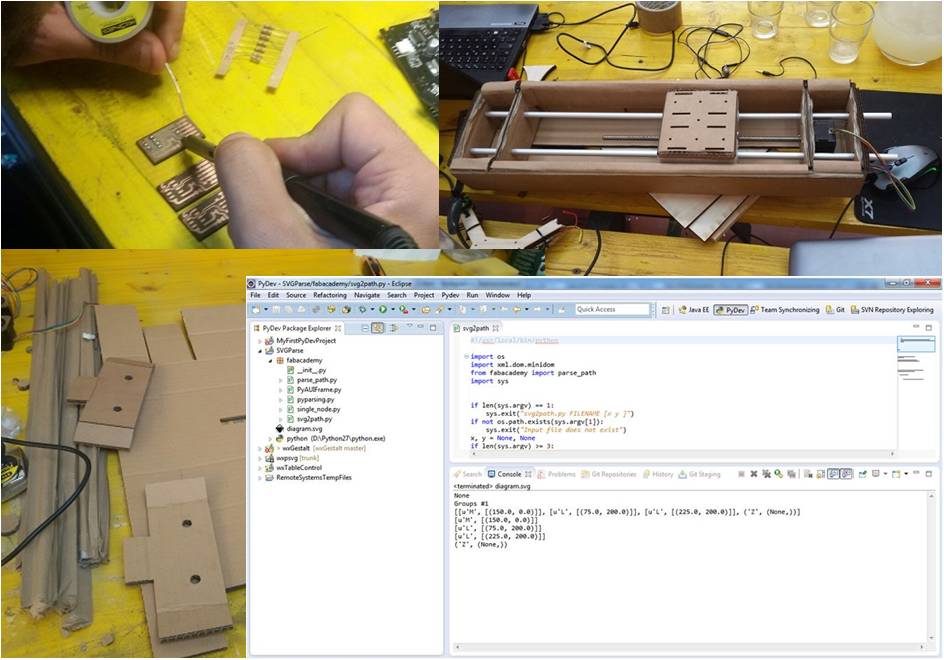 X7
PyDev - SVGParse/fabacademy/svg2path.py - Eclipse
File Edit Source Refactoring Navigate Search Project Pydev Run Window Help
Quick Access
Java EE
PyDev
Team Synchronizing
Git
SVN Repository Exploring
PyDev Package Explorer
MyFirstPyDevProject
SVGParse
fabacademy
__init__.py
parse_path.py
PyAUIFrame.py
pyparsing.py
single_node.py
svg2path.py
diagram.svg
python (D:\Python27\python.exe)
> wxGestalt [wxGestalt master]
wxpsvg [trunk]
wxTableControl
RemoteSystemsTempFiles
svg2path
#!/usr/local/bin/python
import os
import xml.dom.minidom
from fabacademy import parse_path
import sys
if len(sys.argv) == 1:
sys.exit("svg2path.py FILENAME [x y ]")
if not os.path.exists(sys.argv[1]):
sys.exit("Input file does not exist")
x, y = None, None
if len(sys.argv) >= 3:
Search Console Problems Git Repositories History Git Staging
<terminated> diagram.svg
None
Groups #1
[[u'M', [(150.0, 0.0)]], [u'L', [(75.0, 200.0)]], [u'L', [(225.0, 200.0)]], ('Z', (None,))]
[u'M', [(150.0, 0.0)]]
[u'L', [(75.0, 200.0)]]
[u'L', [(225.0, 200.0)]]
('Z', (None,))